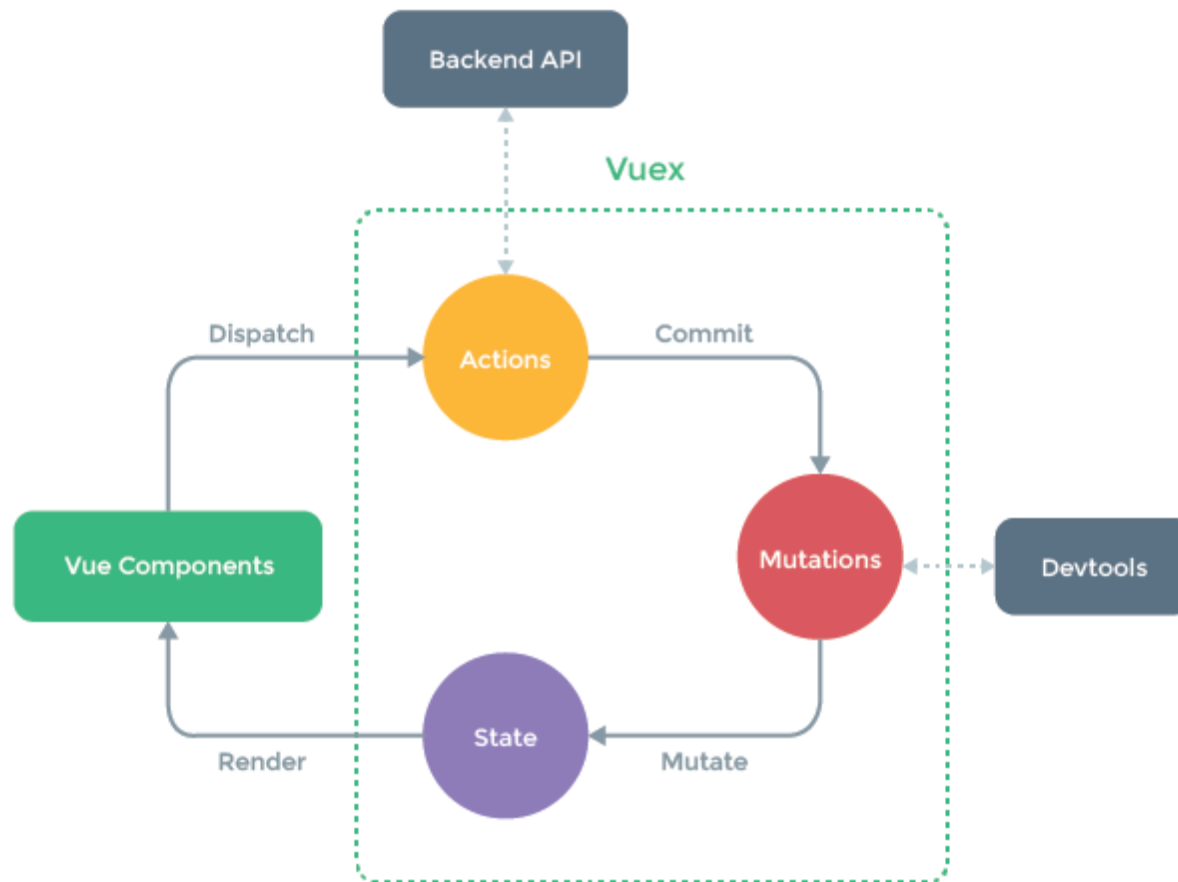 Backend API
Vuex
Dispatch
Commit
Actions
Vue Components
Mutations
Devtools
State
Render
Mutate